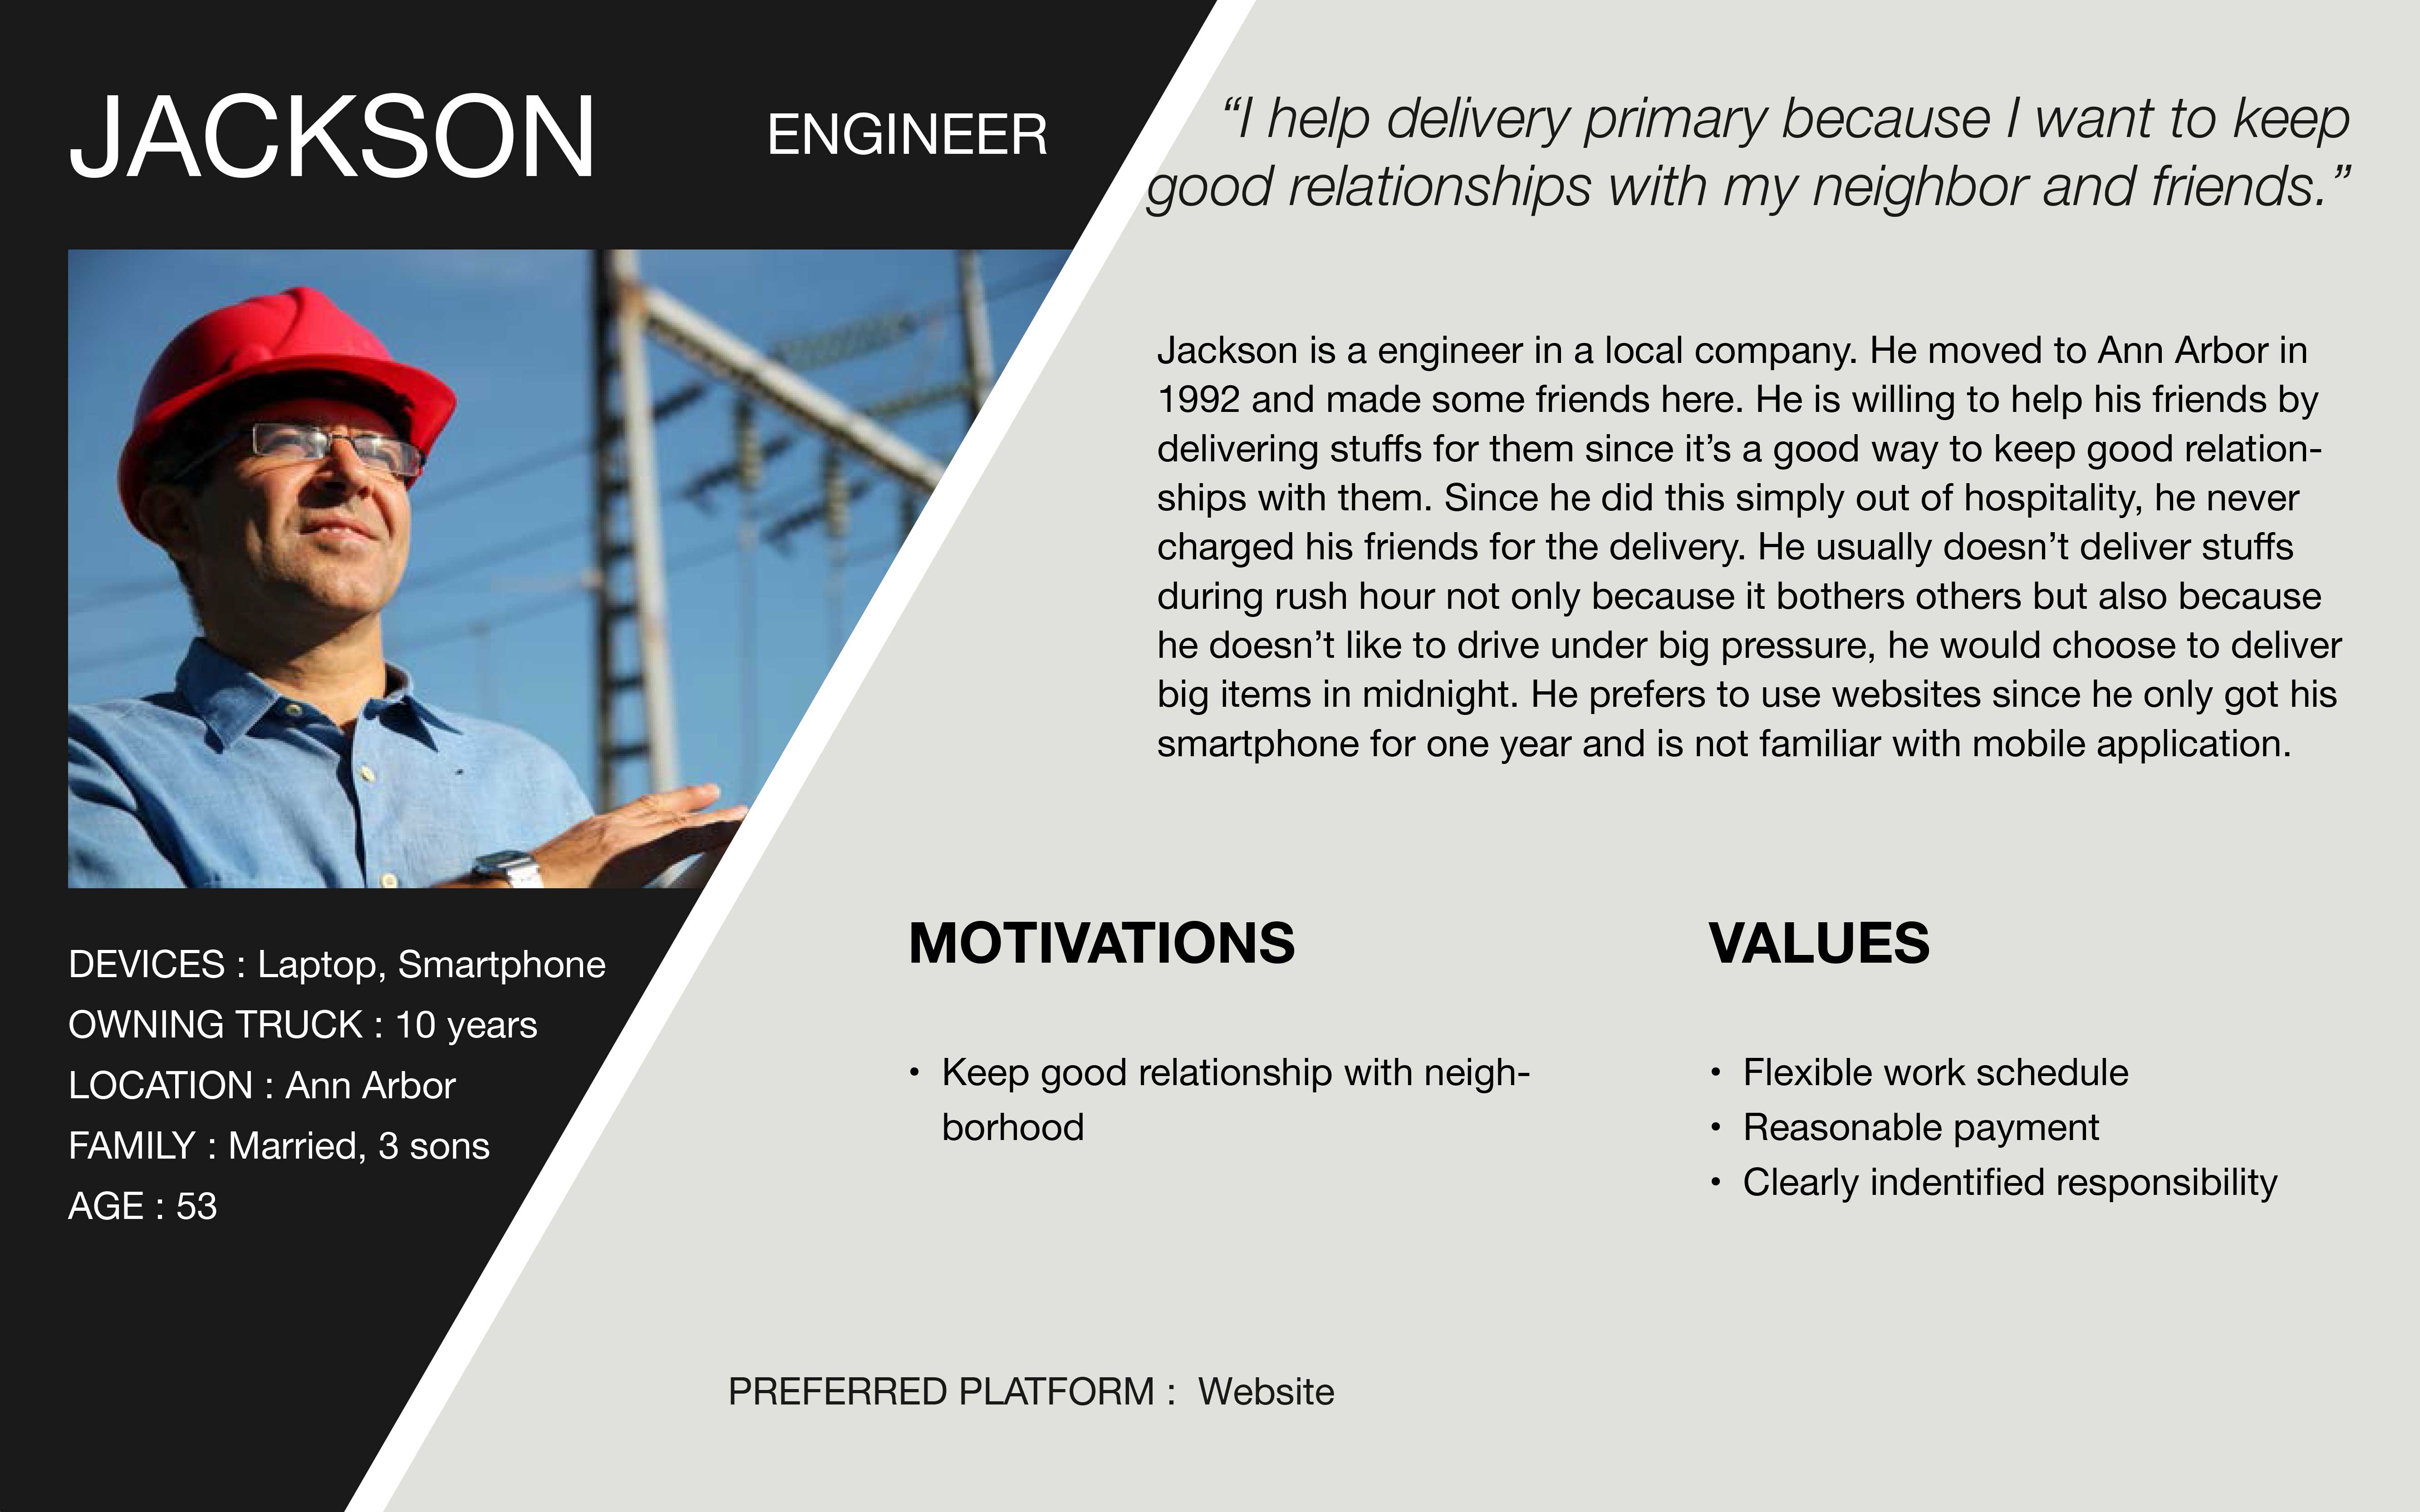 JACKSON
ENGINEER
“I help delivery primary because I want to keep
good relationships with my neighbor and friends.”
Jackson is a engineer in a local company. He moved to Ann Arbor in
1992 and made some friends here. He is willing to help his friends by
delivering stuffs for them since it’s a good way to keep good relation-
ships with them. Since he did this simply out of hospitality, he never
charged his friends for the delivery. He usually doesn’t deliver stuffs
during rush hour not only because it bothers others but also because
he doesn’t like to drive under big pressure, he would choose to deliver
big items in midnight. He prefers to use websites since he only got his
smartphone for one year and is not familiar with mobile application.
DEVICES : Laptop, Smartphone
OWNING TRUCK : 10 years
LOCATION : Ann Arbor
FAMILY : Married, 3 sons
AGE : 53
MOTIVATIONS
• Keep good relationship with neigh-
borhood
VALUES
• Flexible work schedule
• Reasonable payment
• Clearly indentified responsibility
PREFERRED PLATFORM :  Website